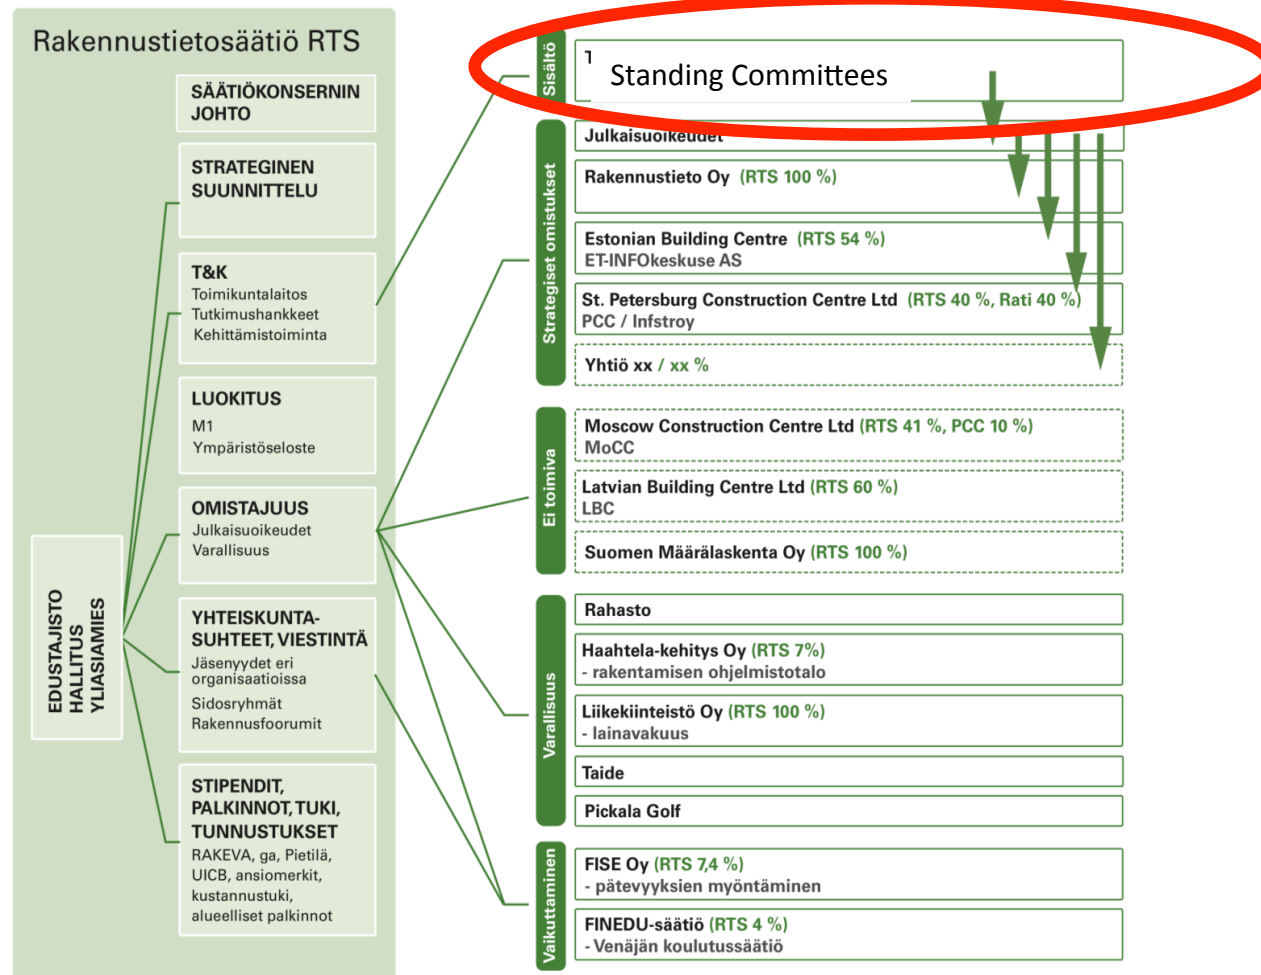 Rakennustietosäätiö RTS
SÄÄTIÖKONSERNIN
JOHTO
STRATEGINEN
SUUNNITTELU
T&K
Toimikuntalaitos
Tutkimushankkeet
Kehittämistoiminta
LUOKITUS
M1
Ympäristöseloste
OMISTAJUUS
Julkaisuoikeudet
Varallisuus
YHTEISKUNTA-
SUHTEET, VIESTINTÄ
Jäsenyydet eri
organisaatioissa
Sidosryhmät
Rakennusfoorumit
STIPENDIT,
PALKINNOT, TUKI,
TUNNUSTUKSET
RAKEVA, ga, Pietilä,
UICB, ansiomerkit,
kustannustuki,
alueelliset palkinnot
EDUSTAJISTO
HALLITUS
YLIASIAMIES
Sisältö
Standing Committees
Strategiset omistukset
Julkaisuoikeudet
Rakennustieto Oy (RTS 100 %)
Estonian Building Centre (RTS 54 %)
ET-INFOkeskuse AS
St. Petersburg Construction Centre Ltd (RTS 40 %, Rati 40 %)
PCC / Infstroy
Yhtiö xx / xx %
Ei toimiva
Moscow Construction Centre Ltd (RTS 41 %, PCC 10 %)
MoCC
Latvian Building Centre Ltd (RTS 60 %)
LBC
Suomen Määrälaskenta Oy (RTS 100 %)
Varallisuus
Rahasto
Haahtela-kehitys Oy (RTS 7%)
- rakentamisen ohjelmistotalo
Liikekiinteistö Oy (RTS 100 %)
- lainavakuus
Taide
Pickala Golf
Vaikuttaminen
FISE Oy (RTS 7,4 %)
- pätevyyksien myöntäminen
FINEDU-säätiö (RTS 4 %)
- Venäjän koulutussäätiö